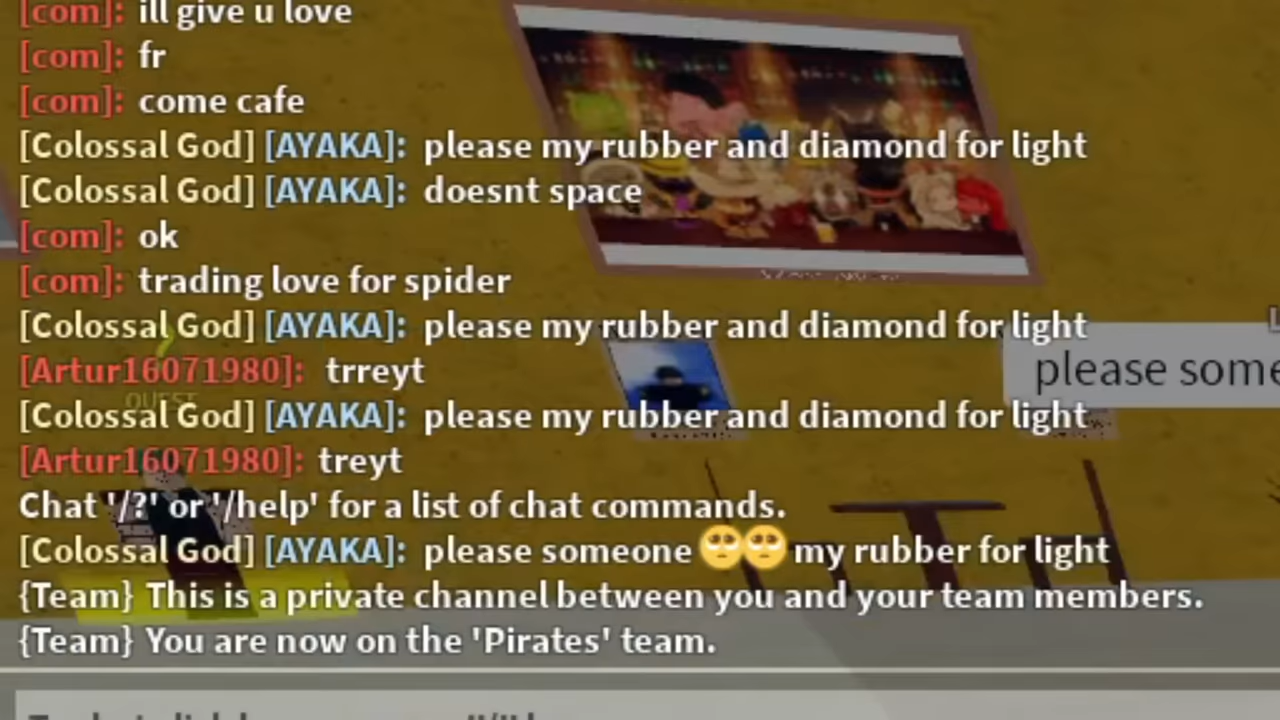 [com]: ill give u love
[com]: fr
[com]: come cafe
[Colossal God] [AYAKA]: please my rubber and diamond for light
[Colossal God] [AYAKA]: doesnt space
[com]: ok
[com]: trading love for spider
[Colossal God] [AYAKA]: please my rubber and diamond for light
[Artur16071980]: trreyt
please some
QUEST
[Colossal God] [AYAKA]: please my rubber and diamond for light
[Artur16071980]: treyt
Chat '/?' or '/help' for a list of chat commands.
[Colossal God] [AYAKA]: please someone 🥺🥺 my rubber for light
{Team} This is a private channel between you and your team members.
{Team} You are now on the 'Pirates' team.